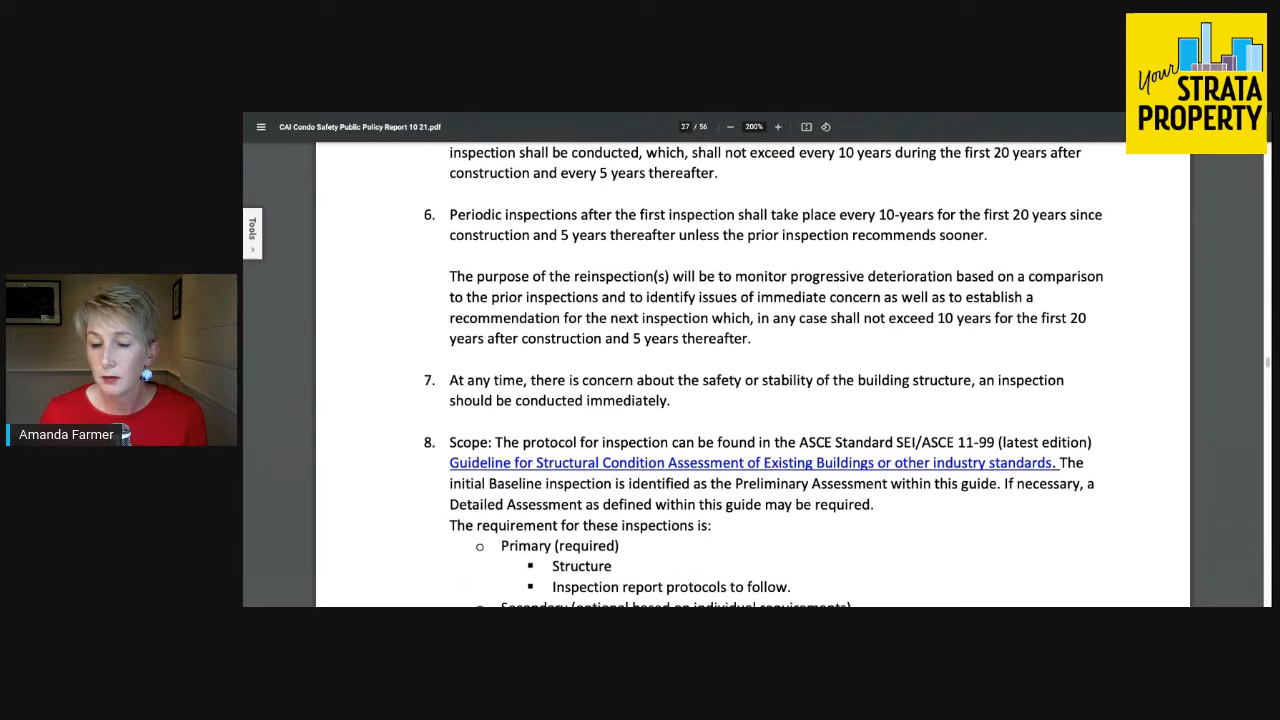 Your
STRATA
PROPERTY
CAI Condo Safety Public Policy Report 10 21.pdf
27 / 56
200%
Tools
inspection shall be conducted, which, shall not exceed every 10 years during the first 20 years after
construction and every 5 years thereafter.
6. Periodic inspections after the first inspection shall take place every 10-years for the first 20 years since
construction and 5 years thereafter unless the prior inspection recommends sooner.
The purpose of the reinspection(s) will be to monitor progressive deterioration based on a comparison
to the prior inspections and to identify issues of immediate concern as well as to establish a
recommendation for the next inspection which, in any case shall not exceed 10 years for the first 20
years after construction and 5 years thereafter.
7. At any time, there is concern about the safety or stability of the building structure, an inspection
should be conducted immediately.
8. Scope: The protocol for inspection can be found in the ASCE Standard SEI/ASCE 11-99 (latest edition)
Guideline for Structural Condition Assessment of Existing Buildings or other industry standards. The
initial Baseline inspection is identified as the Preliminary Assessment within this guide. If necessary, a
Detailed Assessment as defined within this guide may be required.
The requirement for these inspections is:
o Primary (required)
▪ Structure
▪ Inspection report protocols to follow.
o Secondary (optional based on individual requirements)
Amanda Farmer